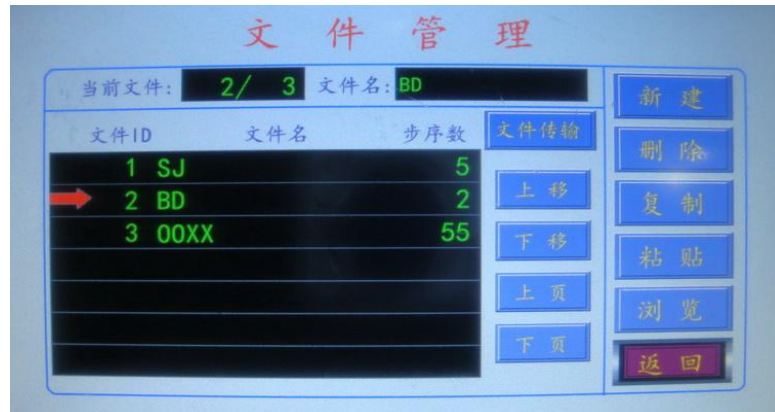 文件管理
当前文件: 2/ 3 文件名: BD
新建
文件ID 文件名 步序数 文件传输
删除
1 SJ 5
上移
2 BD 2
复制
3 OOXX 55
下移
粘贴
上页
浏览
下页
返回